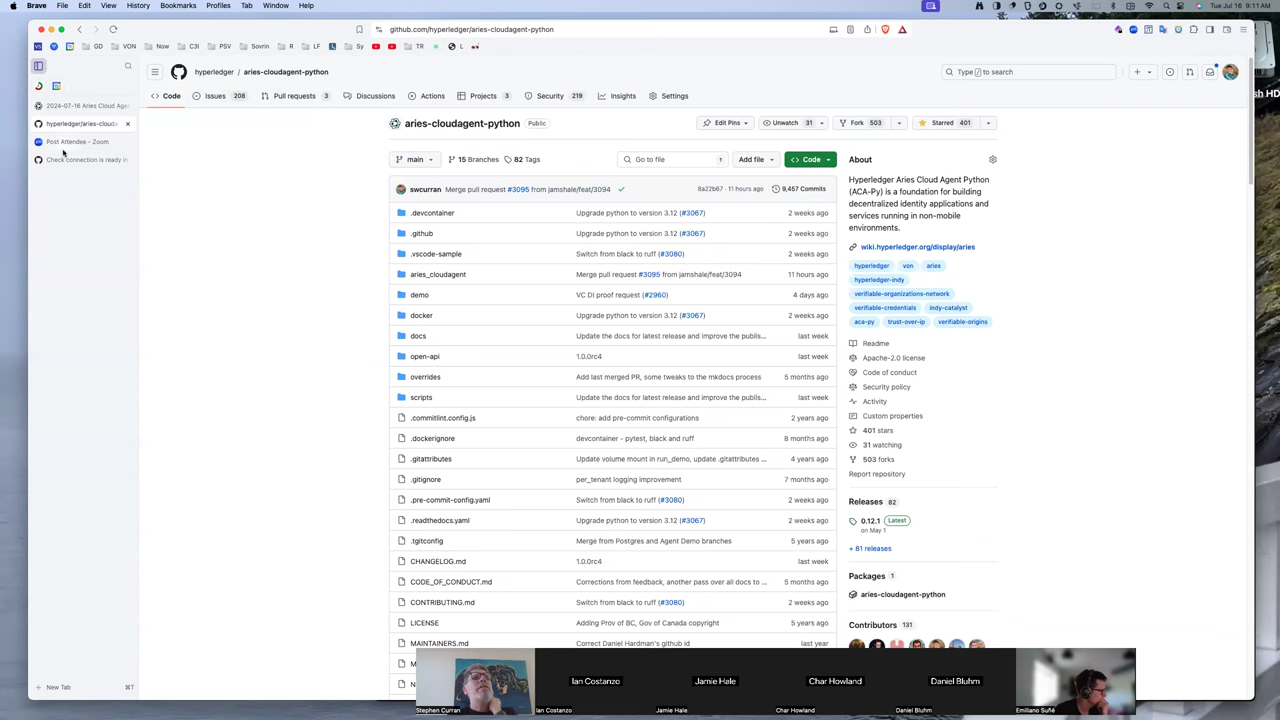 Brave File Edit View History Bookmarks Profiles Tab Window Help
Tue Jul 16 9:11 AM
github.com/hyperledger/aries-cloudagent-python
GD VON Now C3I PSV Sovrin R LF Sy TR L
hyperledger / aries-cloudagent-python
Type / to search
2024-07-16 Aries Cloud Age
hyperledger/aries-clouda
Post Attendee - Zoom
Check connection is ready in
Code Issues 208 Pull requests 3 Discussions Actions Projects 3 Security 219 Insights Settings
aries-cloudagent-python Public
Edit Pins Unwatch 31 Fork 503 Starred 401
main 15 Branches 82 Tags Go to file t Add file Code
swcurran Merge pull request #3095 from jamshale/feat/3094 8a22b67 · 11 hours ago 9,457 Commits
.devcontainer Upgrade python to version 3.12 (#3067) 2 weeks ago
.github Upgrade python to version 3.12 (#3067) 2 weeks ago
.vscode-sample Switch from black to ruff (#3080) 2 weeks ago
aries_cloudagent Merge pull request #3095 from jamshale/feat/3094 11 hours ago
demo VC DI proof request (#2960) 4 days ago
docker Upgrade python to version 3.12 (#3067) 2 weeks ago
docs Update the docs for latest release and improve the publis... last week
open-api 1.0.0rc4 last week
overrides Add last merged PR, some tweaks to the mkdocs process 5 months ago
scripts Update the docs for latest release and improve the publis... last week
.commitlint.config.js chore: add pre-commit configurations 2 years ago
.dockerignore devcontainer - pytest, black and ruff 8 months ago
.gitattributes Update volume mount in run_demo, update .gitattributes ... 4 years ago
.gitignore per_tenant logging improvement 7 months ago
.pre-commit-config.yaml Switch from black to ruff (#3080) 2 weeks ago
.readthedocs.yaml Upgrade python to version 3.12 (#3067) 2 weeks ago
.tgitconfig Merge from Postgres and Agent Demo branches 5 years ago
CHANGELOG.md 1.0.0rc4 last week
CODE_OF_CONDUCT.md Corrections from feedback, another pass over all docs to ... 5 months ago
CONTRIBUTING.md Switch from black to ruff (#3080) 2 weeks ago
LICENSE Adding Prov of BC, Gov of Canada copyright 5 years ago
MAINTAINERS.md Correct Daniel Hardman's github id last year
About
Hyperledger Aries Cloud Agent Python
(ACA-Py) is a foundation for building
decentralized identity applications and
services running in non-mobile
environments.
wiki.hyperledger.org/display/aries
hyperledger von aries
hyperledger-indy
verifiable-organizations-network
verifiable-credentials indy-catalyst
aca-py trust-over-ip verifiable-origins
Readme
Apache-2.0 license
Code of conduct
Security policy
Activity
Custom properties
401 stars
31 watching
503 forks
Report repository
Releases 82
0.12.1 Latest
on May 1
+ 81 releases
Packages 1
aries-cloudagent-python
Contributors 131
New Tab ⌘T
Ian Costanzo Jamie Hale Char Howland Daniel Bluhm
Stephen Curran Ian Costanzo Jamie Hale Char Howland Daniel Bluhm Emiliano Suñé